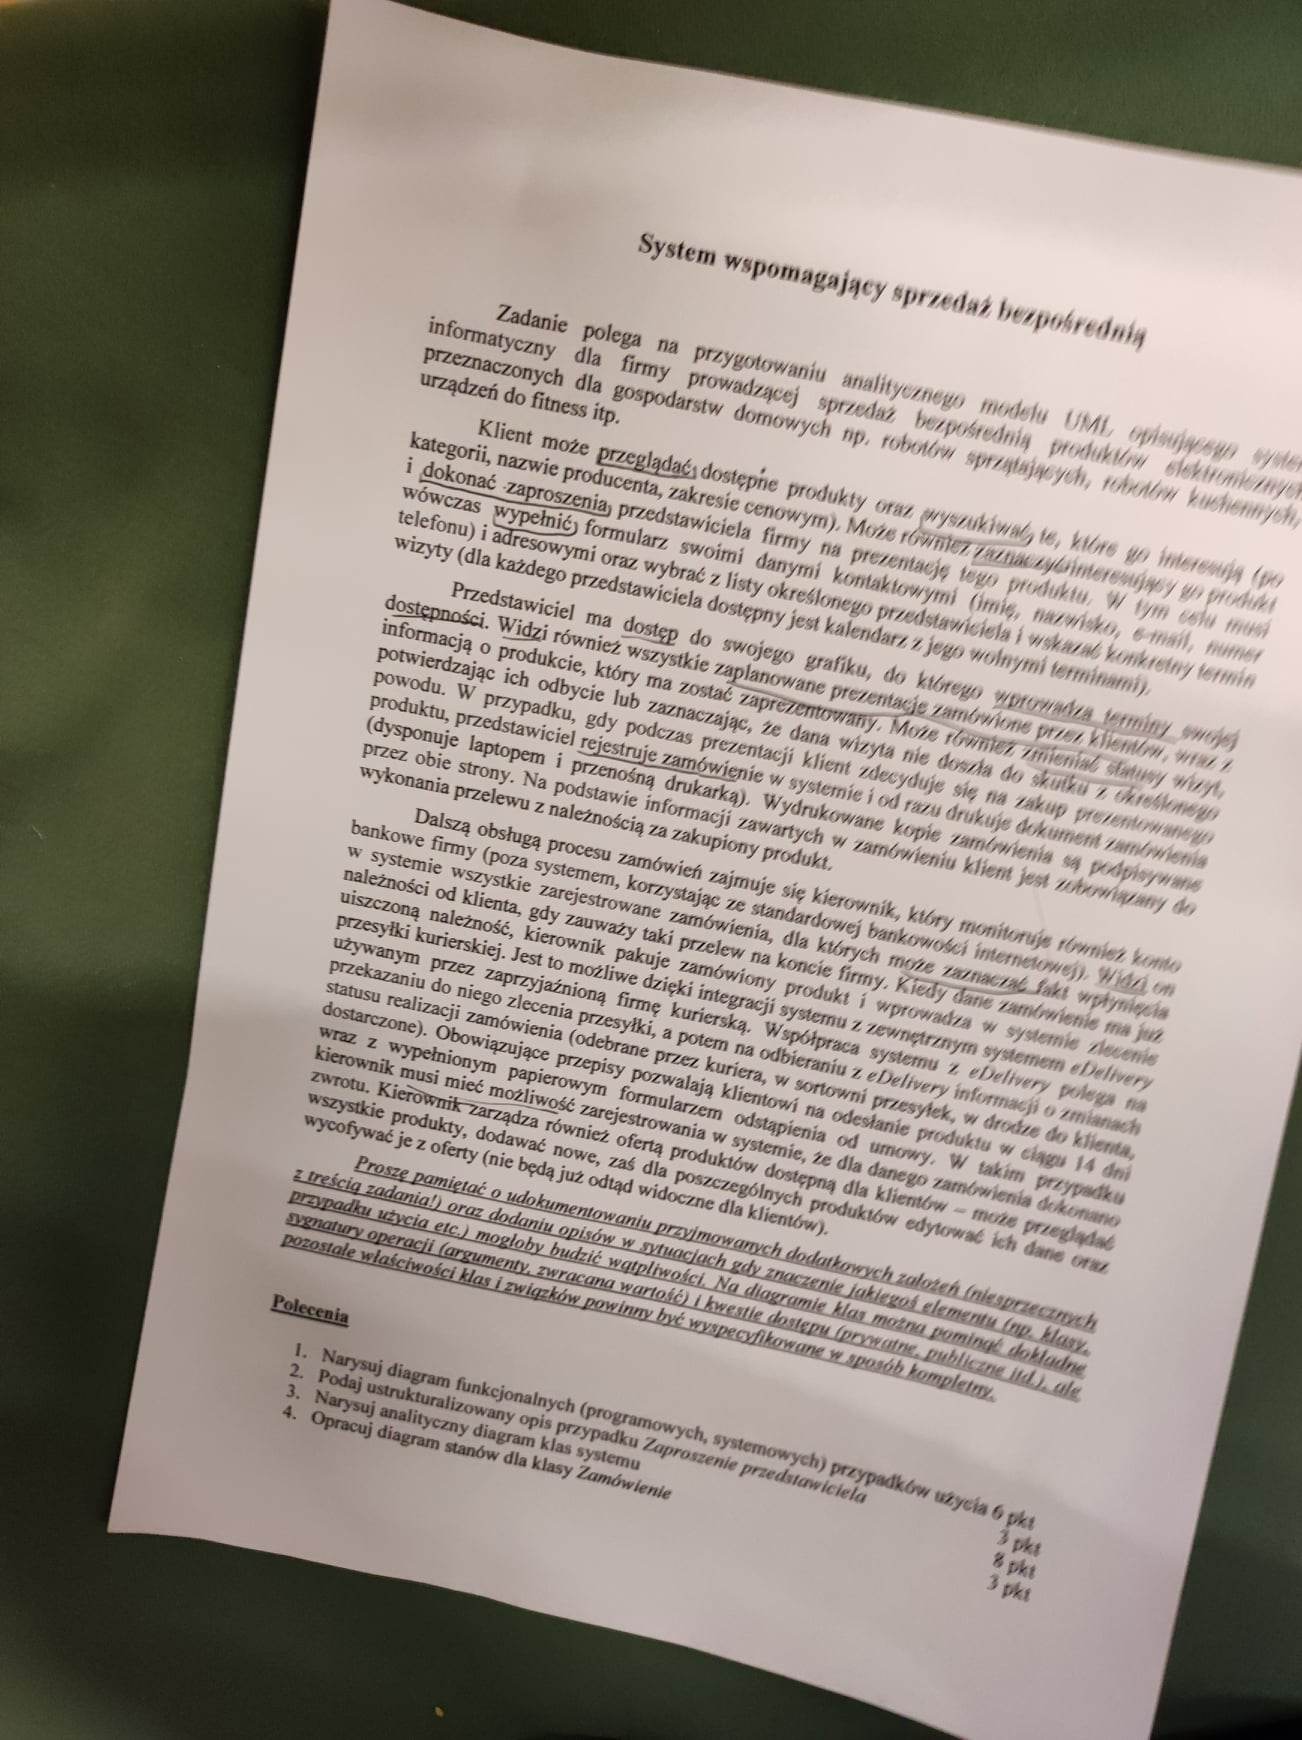 System wspomagający sprzedaż bezpośrednią
Zadanie polega na przygotowaniu analitycznego modelu UML opisującego
informatyczny dla firmy prowadzącej sprzedaż bezpośrednią produktów elektronicznych
przeznaczonych dla gospodarstw domowych np. robotów sprzątających, robotów kuchennych,
urządzeń do fitness itp.
Klient może przeglądać dostępne produkty oraz wyszukiwać te, które go interesują (po
kategorii, nazwie producenta, zakresie cenowym). Może również zaznaczyć interesujący go produkt
i dokonać zaproszenia przedstawiciela firmy na prezentację tego produktu. W tym celu musi
wówczas wypełnić formularz swoimi danymi kontaktowymi (imię, nazwisko, e-mail, numer
telefonu) i adresowymi oraz wybrać z listy określonego przedstawiciela i wskazać konkretny termin
wizyty (dla każdego przedstawiciela dostępny jest kalendarz z jego wolnymi terminami).
Przedstawiciel ma dostęp do swojego grafiku, do którego wprowadza terminy swojej
dostępności. Widzi również wszystkie zaplanowane prezentacje zamówione przez klientów, wraz z
informacją o produkcie, który ma zostać zaprezentowany. Może również zmieniać statusy wizyt,
potwierdzając ich odbycie lub zaznaczając, że dana wizyta nie doszła do skutku z określonego
powodu. W przypadku, gdy podczas prezentacji klient zdecyduje się na zakup prezentowanego
produktu, przedstawiciel rejestruje zamówienie w systemie i od razu drukuje dokument zamówienia
(dysponuje laptopem i przenośną drukarką). Wydrukowane kopie zamówienia są podpisywane
przez obie strony. Na podstawie informacji zawartych w zamówieniu klient jest zobowiązany do
wykonania przelewu z należnością za zakupiony produkt.
Dalszą obsługą procesu zamówień zajmuje się kierownik, który monitoruje również konto
bankowe firmy (poza systemem, korzystając ze standardowej bankowości internetowej). Widzi on
w systemie wszystkie zarejestrowane zamówienia, dla których może zaznaczać fakt wpłynięcia
należności od klienta, gdy zauważy taki przelew na koncie firmy. Kiedy dane zamówienie ma już
uiszczoną należność, kierownik pakuje zamówiony produkt i wprowadza w systemie zlecenie
przesyłki kurierskiej. Jest to możliwe dzięki integracji systemu z zewnętrznym systemem eDelivery
używanym przez zaprzyjaźnioną firmę kurierską. Współpraca systemu z eDelivery polega na
przekazaniu do niego zlecenia przesyłki, a potem na odbieraniu z eDelivery informacji o zmianach
statusu realizacji zamówienia (odebrane przez kuriera, w sortowni przesyłek, w drodze do klienta,
dostarczone). Obowiązujące przepisy pozwalają klientowi na odesłanie produktu w ciągu 14 dni
wraz z wypełnionym papierowym formularzem odstąpienia od umowy. W takim przypadku
kierownik musi mieć możliwość zarejestrowania w systemie, że dla danego zamówienia dokonano
zwrotu. Kierownik zarządza również ofertą produktów dostępną dla klientów – może przeglądać
wszystkie produkty, dodawać nowe, zaś dla poszczególnych produktów edytować ich dane oraz
wycofywać je z oferty (nie będą już odtąd widoczne dla klientów).
Proszę pamiętać o udokumentowaniu przyjmowanych dodatkowych założeń (niesprzecznych
z treścią zadania!) oraz dodaniu opisów w sytuacjach gdy znaczenie jakiegoś elementu (np. klasy,
przypadku użycia etc.) mogłoby budzić wątpliwości. Na diagramie klas można pominąć dokładne
sygnatury operacji (argumenty, zwracana wartość) i kwestie dostępu (prywatne, publiczne itd.), ale
pozostałe właściwości klas i związków powinny być wyspecyfikowane w sposób kompletny.
Polecenia
1. Narysuj diagram funkcjonalnych (programowych, systemowych) przypadków użycia 6 pkt
2. Podaj ustrukturalizowany opis przypadku Zaproszenie przedstawiciela 3 pkt
3. Narysuj analityczny diagram klas systemu 8 pkt
4. Opracuj diagram stanów dla klasy Zamówienie 3 pkt